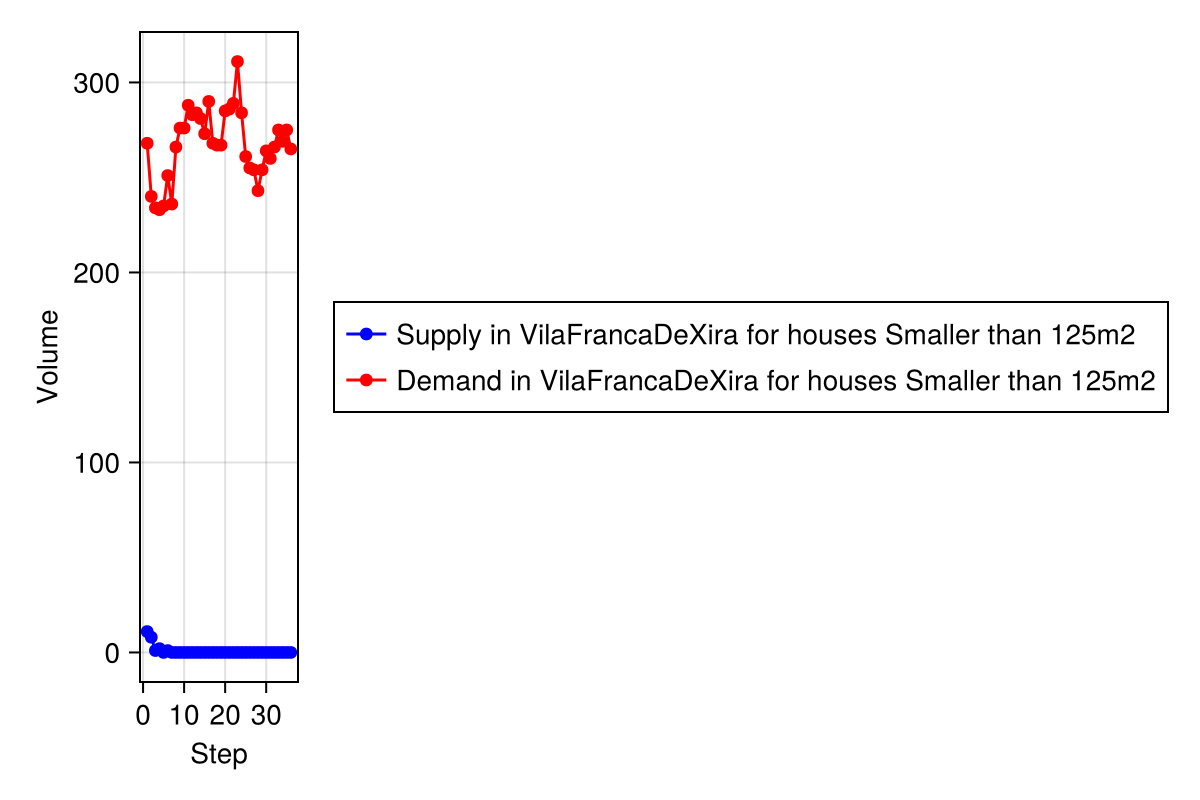 300
200
100
0
Volume
0 10 20 30
Step
Supply in VilaFrancaDeXira for houses Smaller than 125m2
Demand in VilaFrancaDeXira for houses Smaller than 125m2